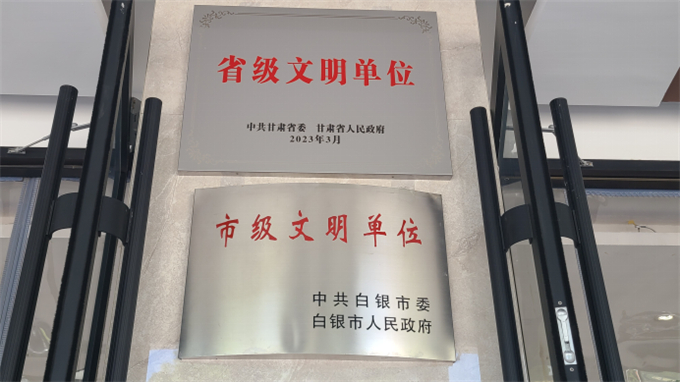 省级文明单位
中共甘肃省委 甘肃省人民政府
2023年3月
市级文明单位
中共白银市委
白银市人民政府